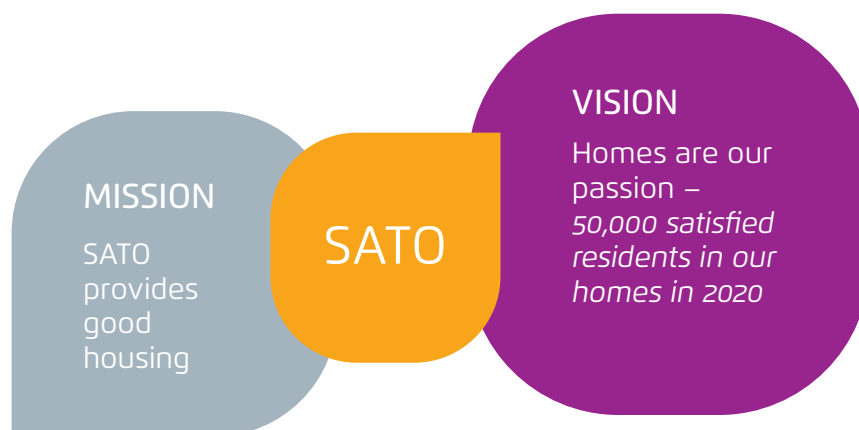 MISSION
SATO
provides
good
housing
SATO
VISION
Homes are our
passion –
50,000 satisfied
residents in our
homes in 2020